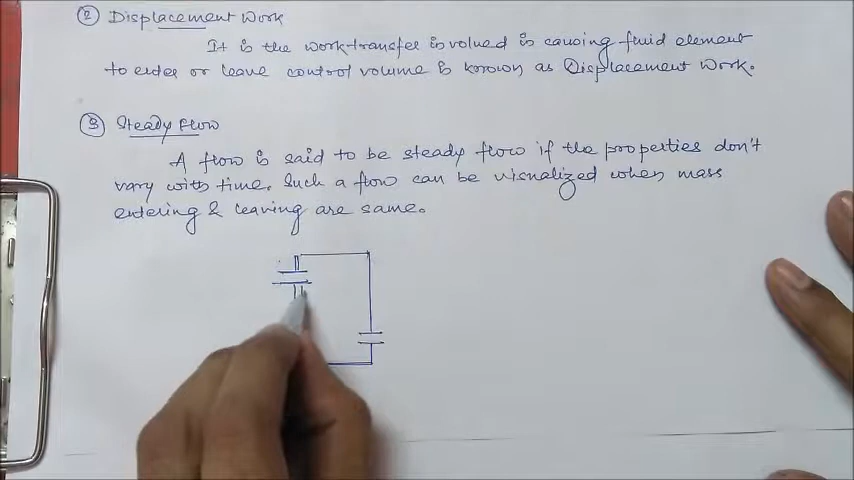 ② Displacement Work
It is the work transfer involved is causing fluid element
to enter or leave control volume is known as Displacement Work.
③ Steady Flow
A flow is said to be steady flow if the properties don't
vary with time. Such a flow can be visualized when mass
entering & leaving are same.